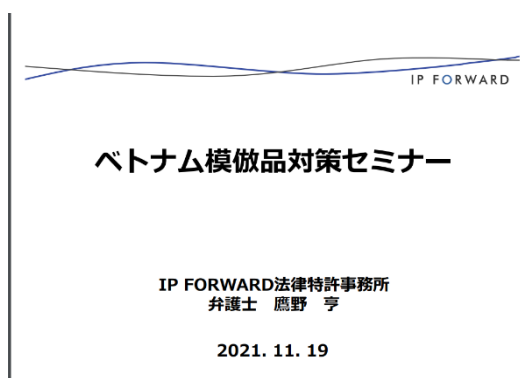 IP FORWARD
ベトナム模倣品対策セミナー
IP FORWARD法律特許事務所
弁護士　鷹野　亨
2021. 11. 19